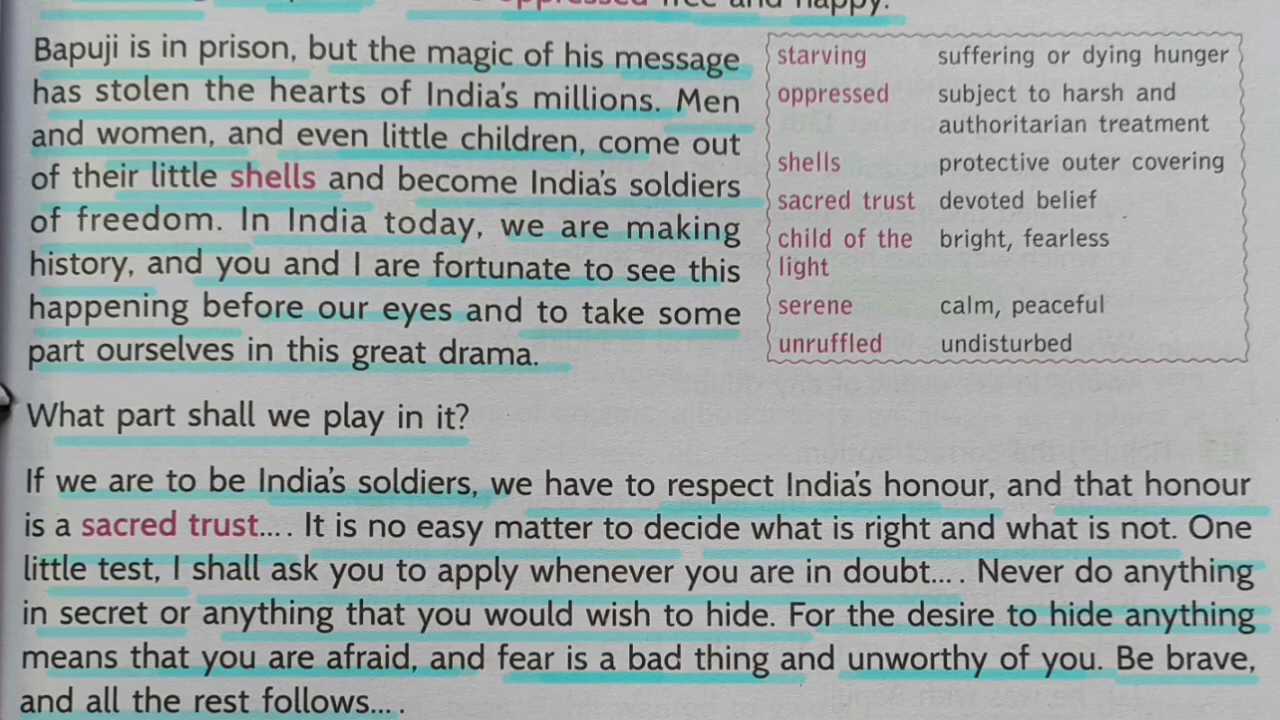 oppressed free and happy.
Bapuji is in prison, but the magic of his message
has stolen the hearts of India's millions. Men
and women, and even little children, come out
of their little shells and become India's soldiers
of freedom. In India today, we are making
history, and you and I are fortunate to see this
happening before our eyes and to take some
part ourselves in this great drama.
starving suffering or dying hunger
oppressed subject to harsh and
authoritarian treatment
shells protective outer covering
sacred trust devoted belief
child of the bright, fearless
light
serene calm, peaceful
unruffled undisturbed
What part shall we play in it?
If we are to be India's soldiers, we have to respect India's honour, and that honour
is a sacred trust.... It is no easy matter to decide what is right and what is not. One
little test, I shall ask you to apply whenever you are in doubt.... Never do anything
in secret or anything that you would wish to hide. For the desire to hide anything
means that you are afraid, and fear is a bad thing and unworthy of you. Be brave,
and all the rest follows....